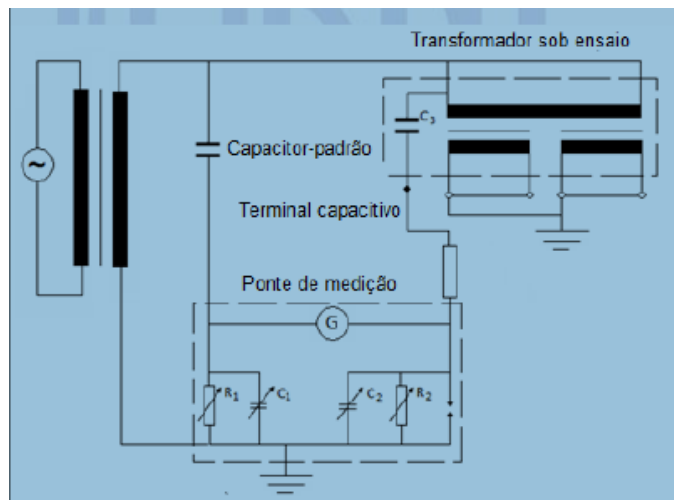 Transformador sob ensaio
C3
Capacitor-padrão
Terminal capacitivo
Ponte de medição
G
R1
C1
C2
R2